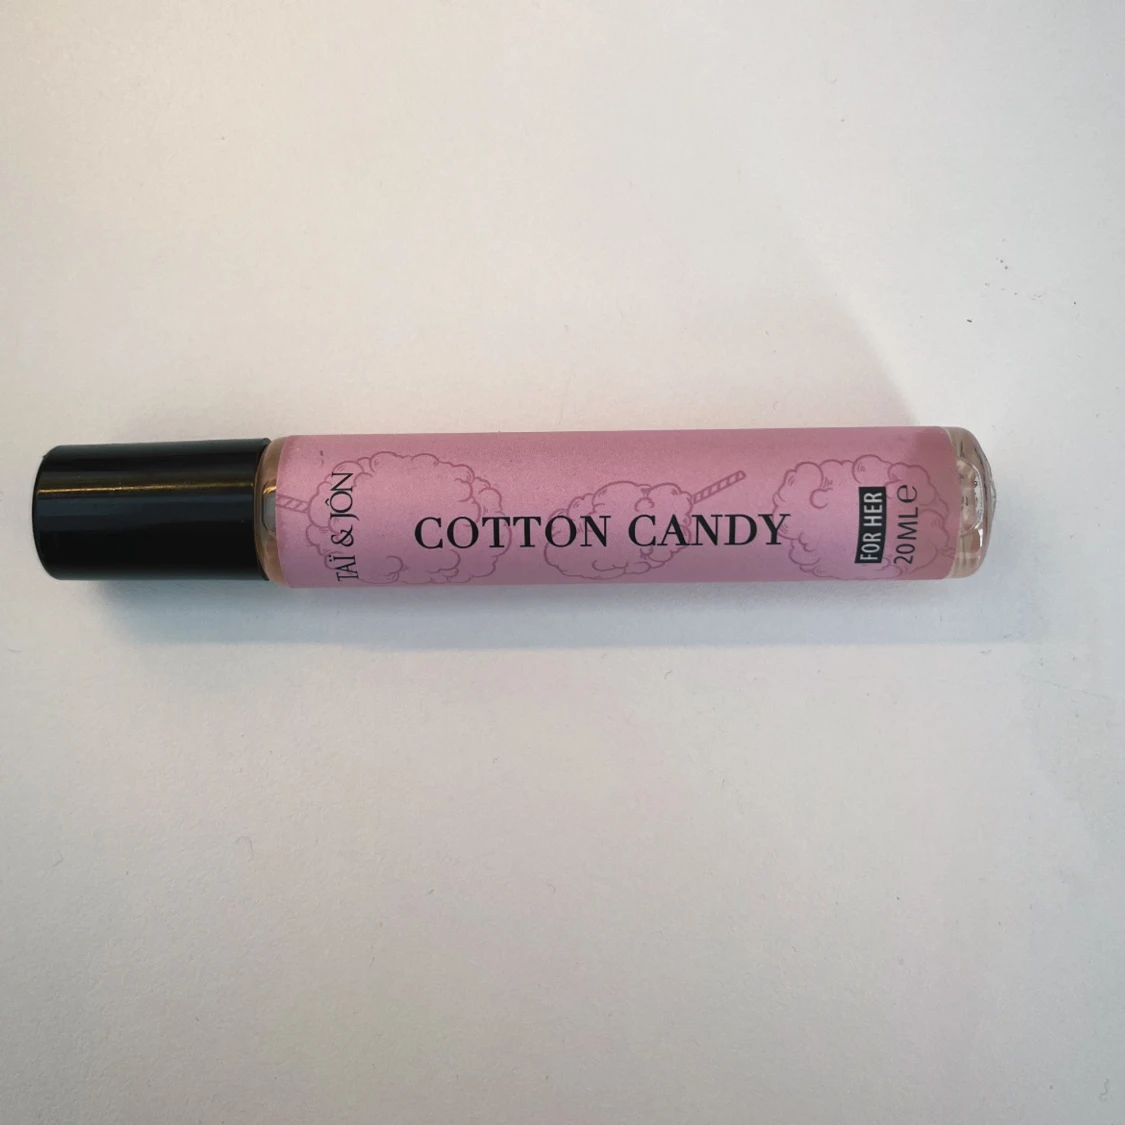 TAÏ & JÔN
COTTON CANDY
FOR HER
20ML℮